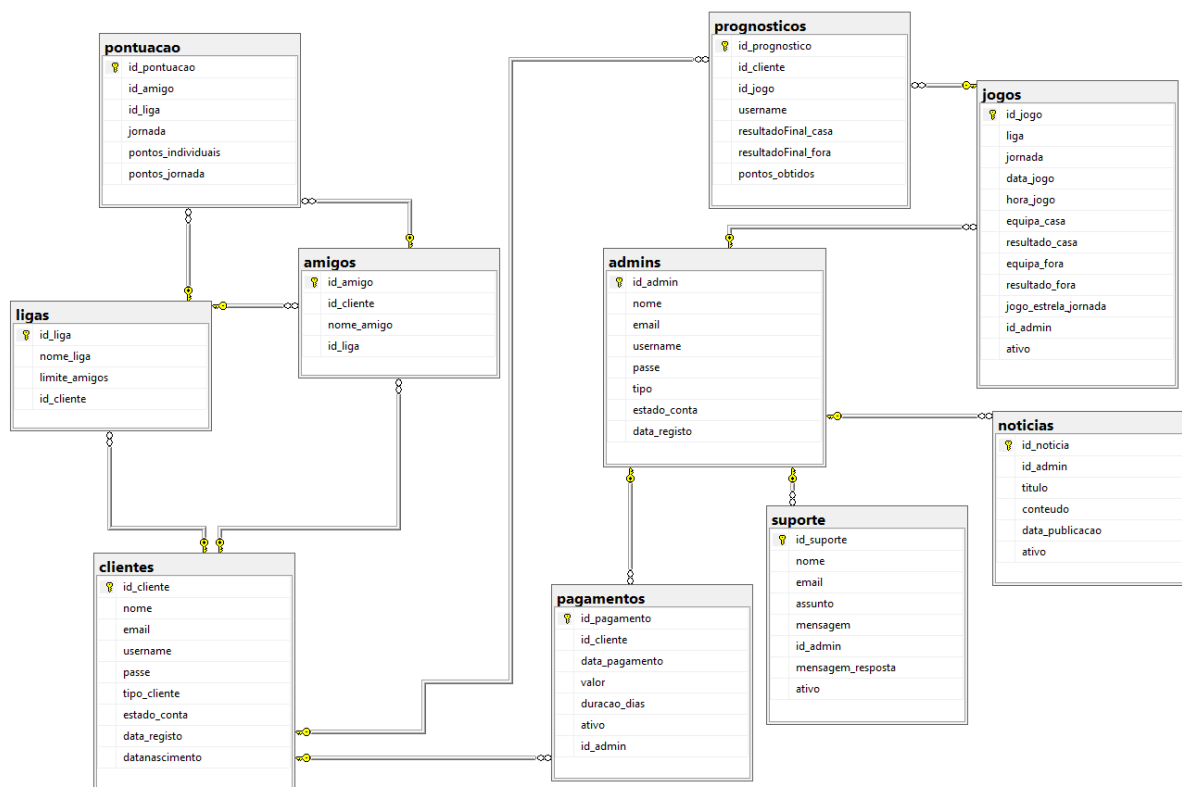 pontuacao
id_pontuacao
id_amigo
id_liga
jornada
pontos_individuais
pontos_jornada
prognosticos
id_prognostico
id_cliente
id_jogo
username
resultadoFinal_casa
resultadoFinal_fora
pontos_obtidos
jogos
id_jogo
liga
jornada
data_jogo
hora_jogo
equipa_casa
resultado_casa
equipa_fora
resultado_fora
jogo_estrela_jornada
id_admin
ativo
amigos
id_amigo
id_cliente
nome_amigo
id_liga
admins
id_admin
nome
email
username
passe
tipo
estado_conta
data_registo
ligas
id_liga
nome_liga
limite_amigos
id_cliente
noticias
id_noticia
id_admin
titulo
conteudo
data_publicacao
ativo
suporte
id_suporte
nome
email
assunto
mensagem
id_admin
mensagem_resposta
ativo
clientes
id_cliente
nome
email
username
passe
tipo_cliente
estado_conta
data_registo
datanascimento
pagamentos
id_pagamento
id_cliente
data_pagamento
valor
duracao_dias
ativo
id_admin